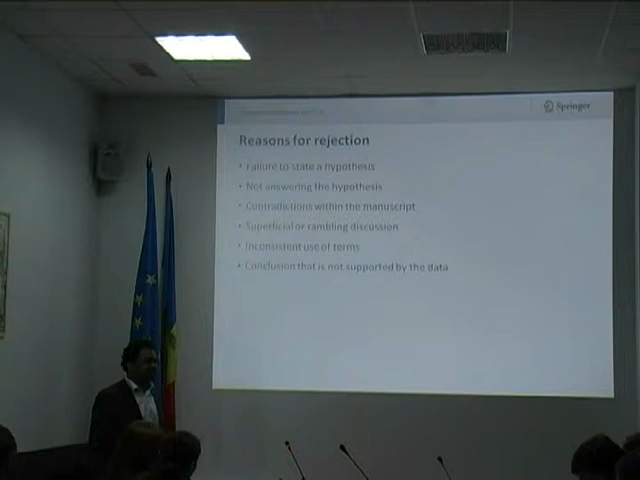 Springer
Reasons for rejection
• Failure to state a hypothesis
• Not answering the hypothesis
• Contradictions within the manuscript
• Superficial or rambling discussion
• Inconsistent use of terms
• Conclusion that is not supported by the data